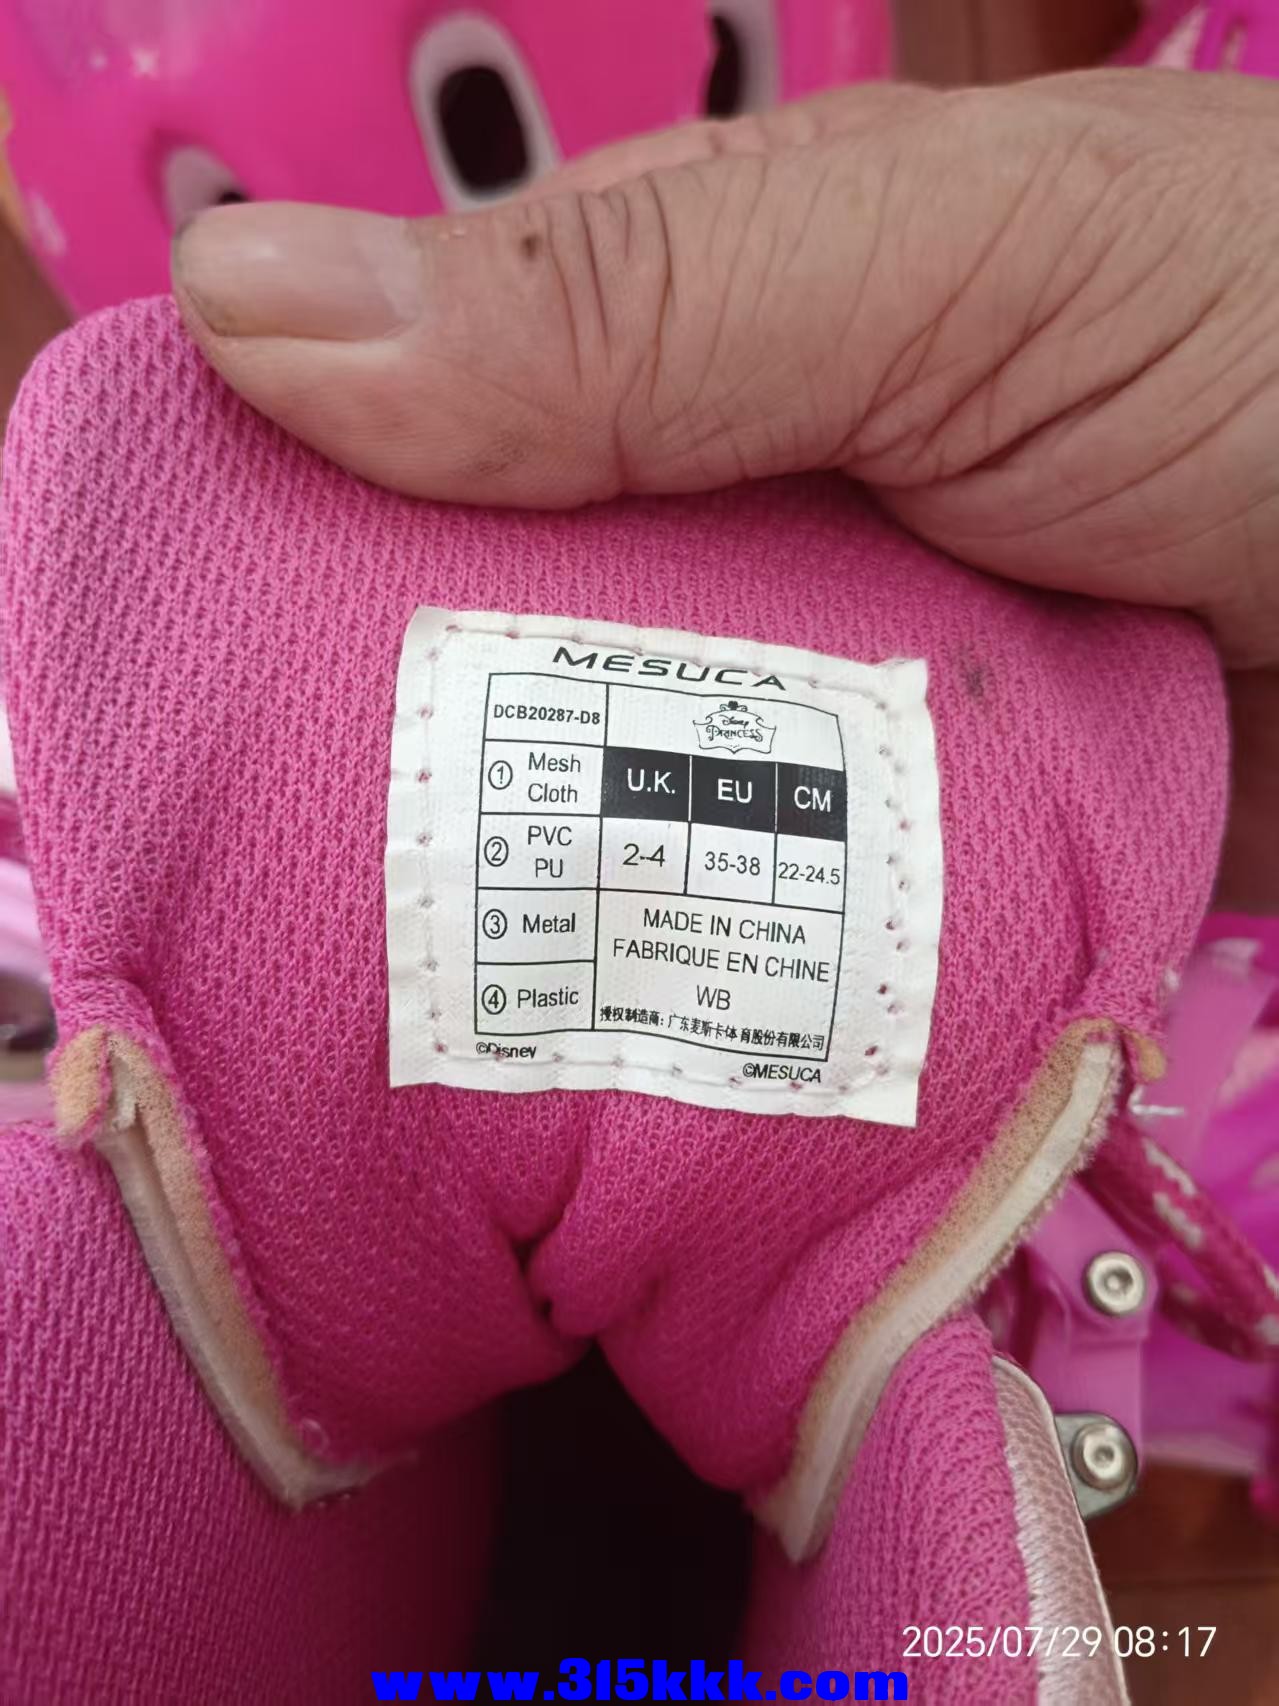 MESUCA
DCB20287-D8
Disney
PRINCESS
① Mesh
Cloth
U.K. EU CM
② PVC
PU
2-4 35-38 22-24.5
③ Metal
MADE IN CHINA
FABRIQUE EN CHINE
④ Plastic
WB
授权制造商：广东麦斯卡体育股份有限公司
©Disney
©MESUCA
2025/07/29 08:17
www.315kkk.com